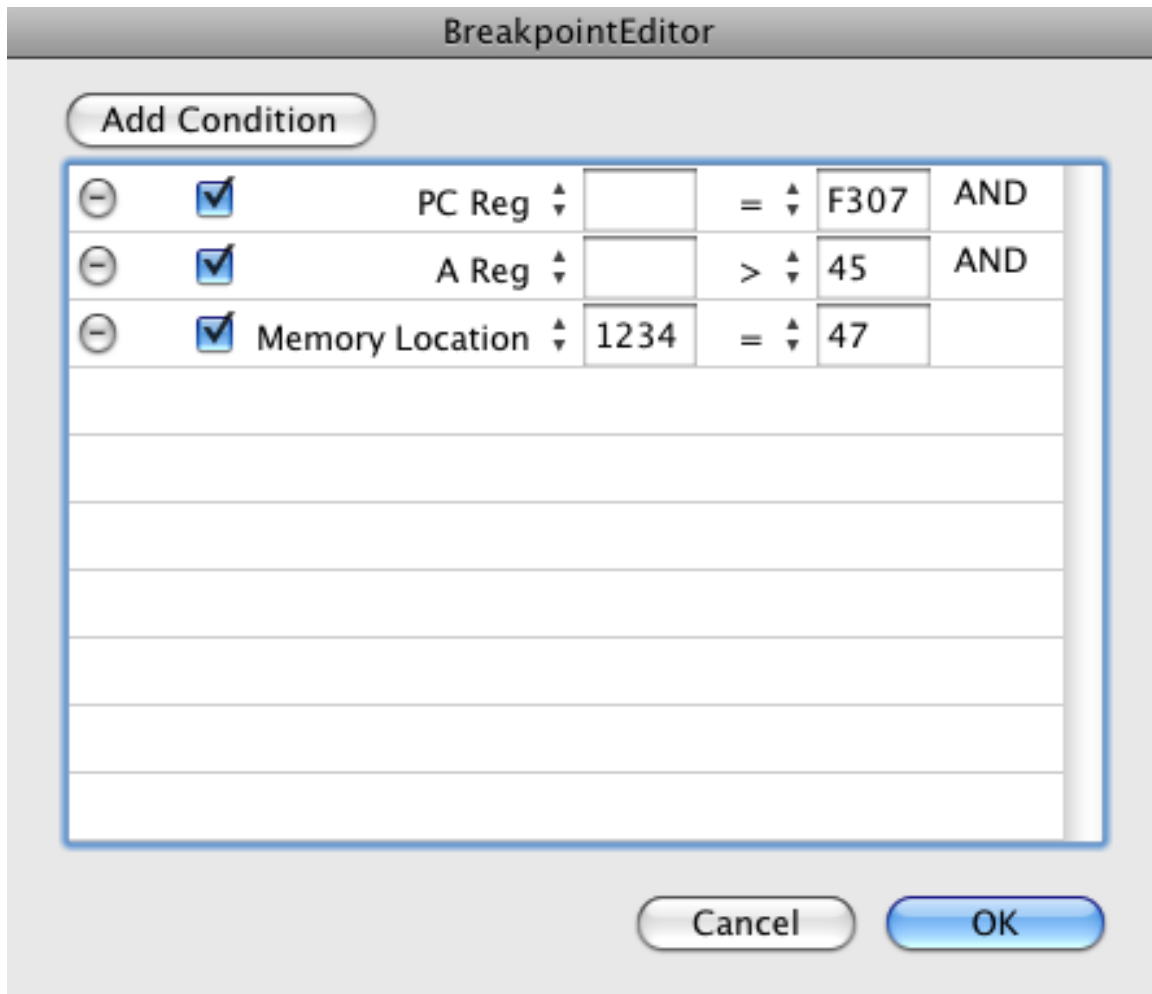 BreakpointEditor
Add Condition
PC Reg = F307 AND
A Reg > 45 AND
Memory Location 1234 = 47
Cancel OK